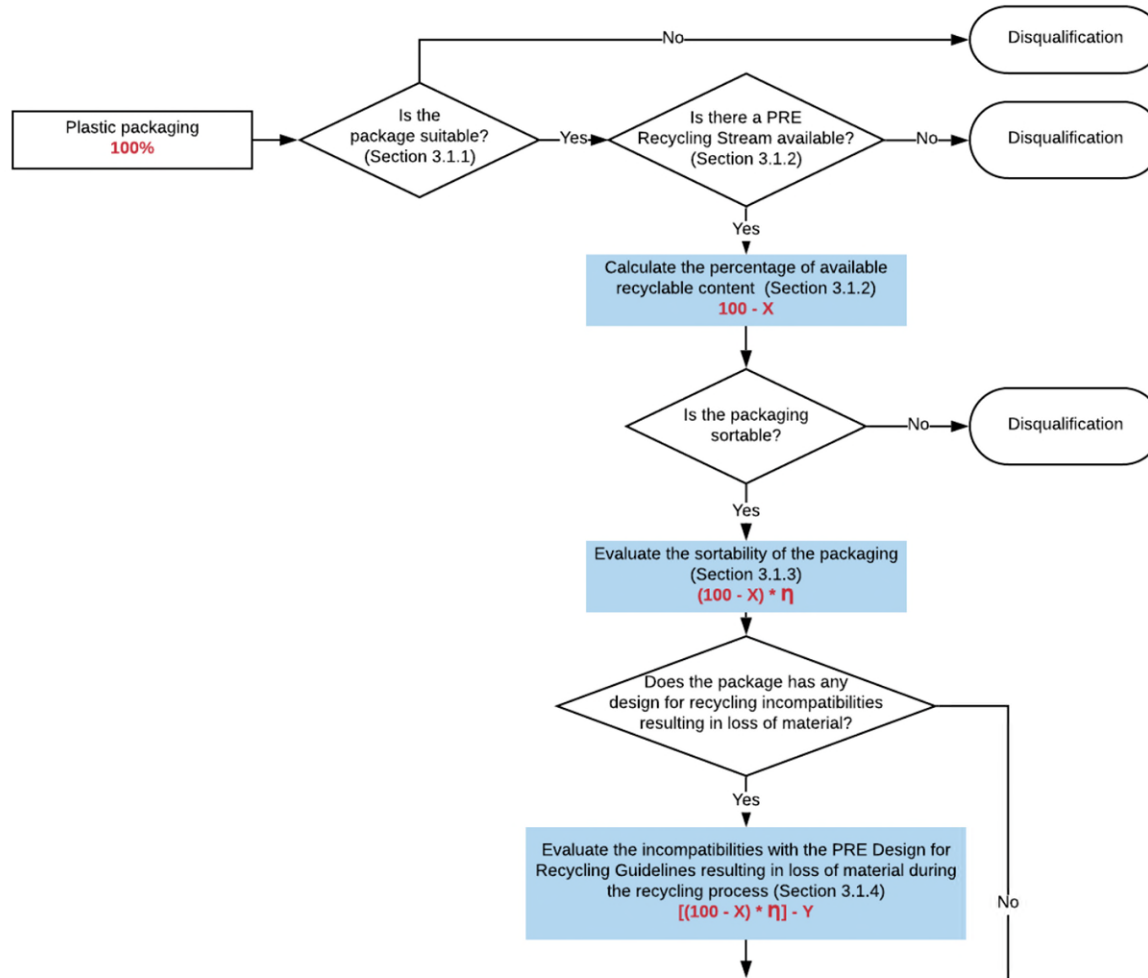 No
Disqualification
Plastic packaging
100%
Is the
package suitable?
(Section 3.1.1)
Yes
Is there a PRE
Recycling Stream available?
(Section 3.1.2)
No
Disqualification
Yes
Calculate the percentage of available
recyclable content (Section 3.1.2)
100 - X
Is the packaging
sortable?
No
Disqualification
Yes
Evaluate the sortability of the packaging
(Section 3.1.3)
(100 - X) * η
Does the package has any
design for recycling incompatibilities
resulting in loss of material?
Yes
Evaluate the incompatibilities with the PRE Design for
Recycling Guidelines resulting in loss of material during
the recycling process (Section 3.1.4)
[(100 - X) * η] - Y
No